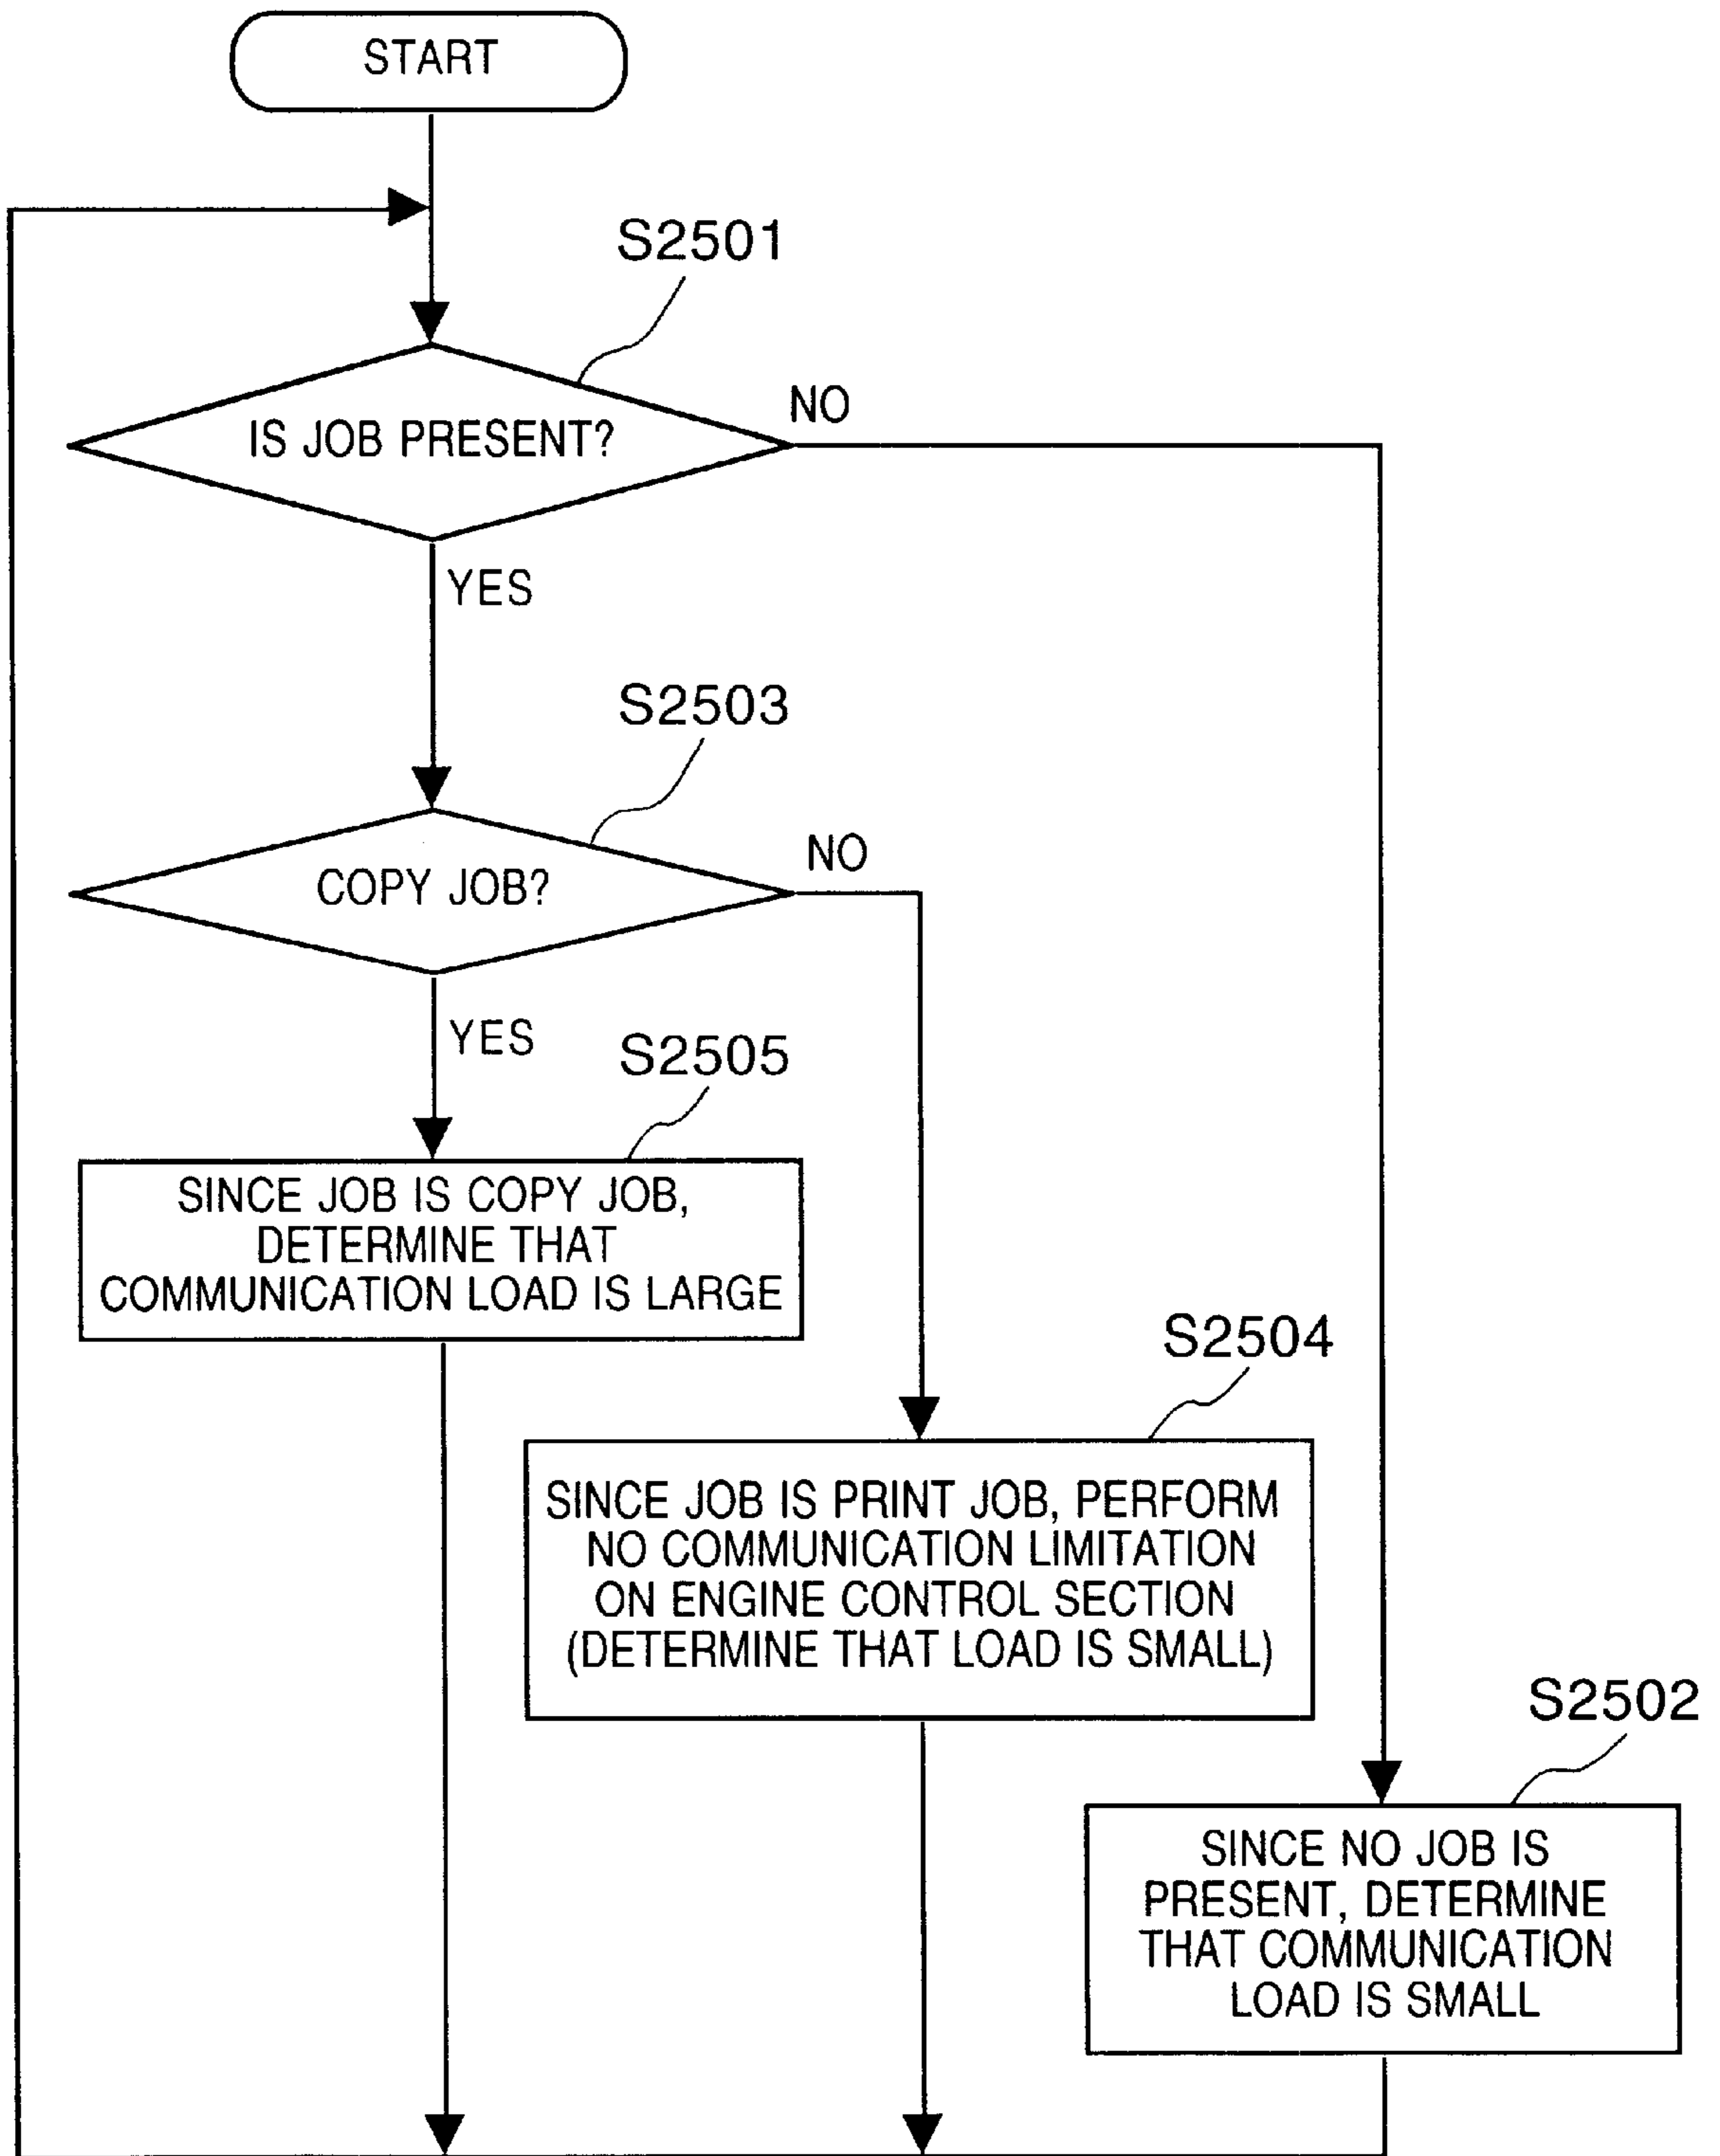 START
S2501
NO
IS JOB PRESENT?
YES
S2503
NO
COPY JOB?
YES
S2505
SINCE JOB IS COPY JOB,
DETERMINE THAT
COMMUNICATION LOAD IS LARGE
S2504
SINCE JOB IS PRINT JOB, PERFORM
NO COMMUNICATION LIMITATION
ON ENGINE CONTROL SECTION
(DETERMINE THAT LOAD IS SMALL)
S2502
SINCE NO JOB IS
PRESENT, DETERMINE
THAT COMMUNICATION
LOAD IS SMALL